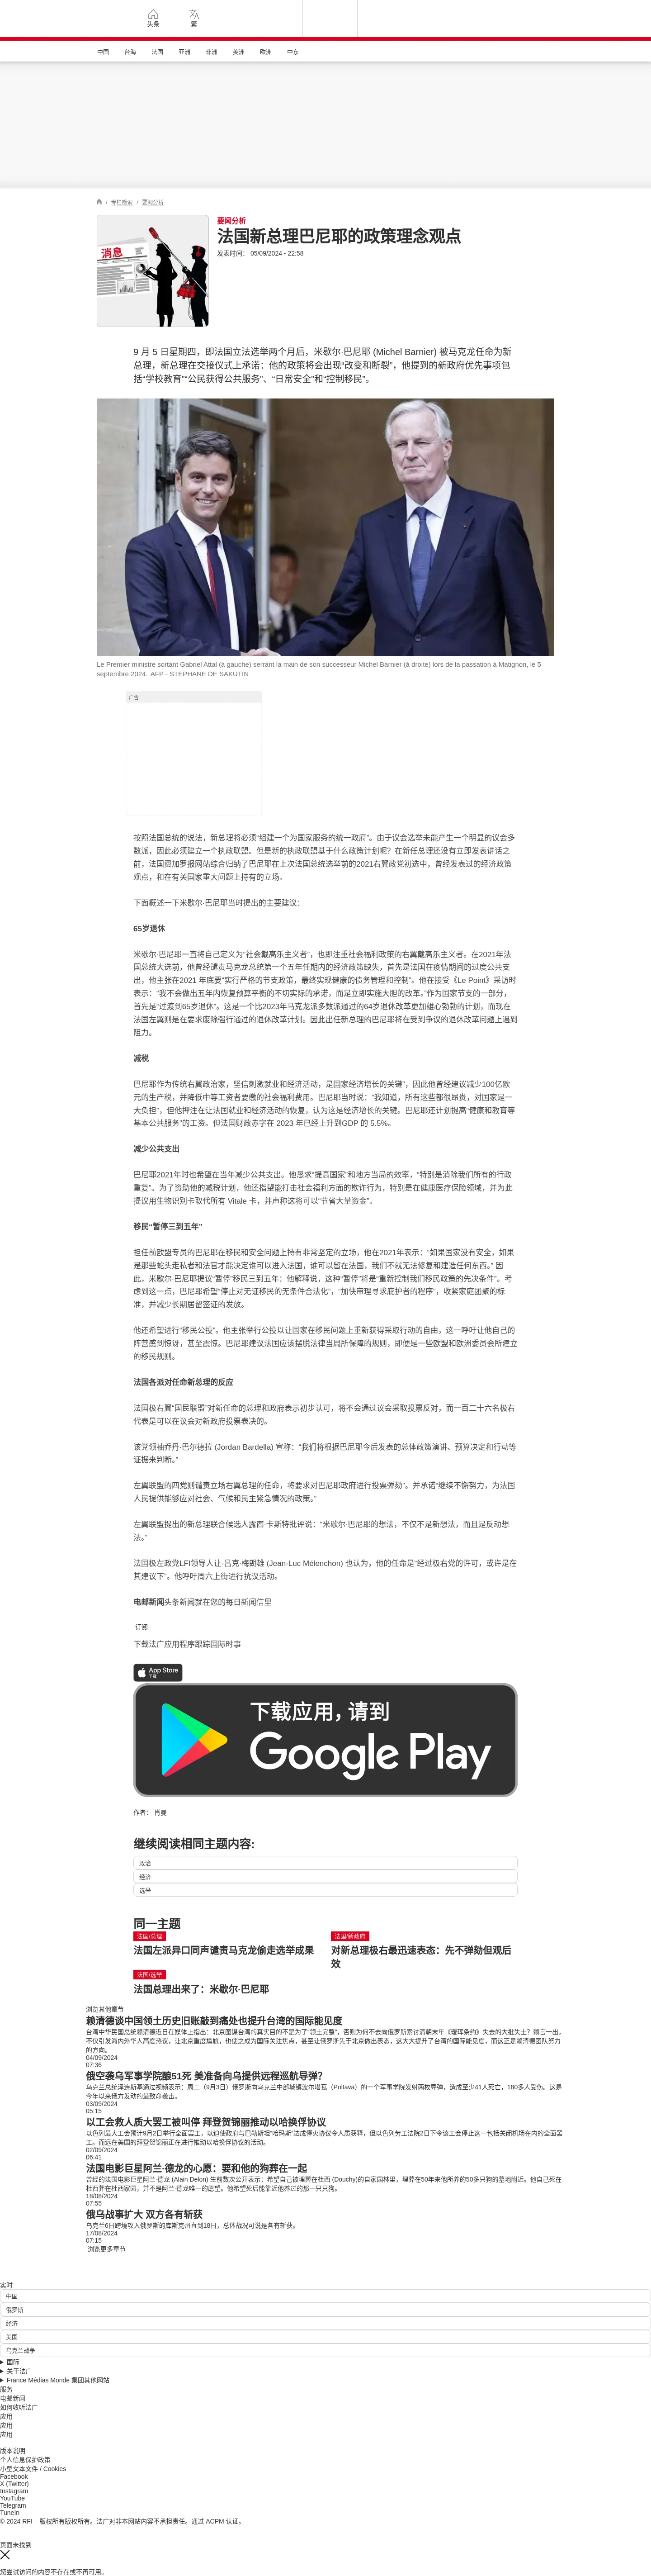 头条
繁
中国
台海
法国
亚洲
非洲
美洲
欧洲
中东
/ 专栏检索 / 要闻分析
消息
要闻分析
法国新总理巴尼耶的政策理念观点
发表时间： 05/09/2024 - 22:58
9 月 5 日星期四，即法国立法选举两个月后，米歇尔·巴尼耶 (Michel Barnier) 被马克龙任命为新
总理，新总理在交接仪式上承诺：他的政策将会出现“改变和断裂”，他提到的新政府优先事项包
括“学校教育”“公民获得公共服务”、“日常安全”和“控制移民”。
Le Premier ministre sortant Gabriel Attal (à gauche) serrant la main de son successeur Michel Barnier (à droite) lors de la passation à Matignon, le 5
septembre 2024. AFP - STEPHANE DE SAKUTIN
广告
按照法国总统的说法，新总理将必须“组建一个为国家服务的统一政府”。由于议会选举未能产生一个明显的议会多
数派，因此必须建立一个执政联盟。但是新的执政联盟基于什么政策计划呢？在新任总理还没有立即发表讲话之
前，法国费加罗报网站综合归纳了巴尼耶在上次法国总统选举前的2021右翼政党初选中，曾经发表过的经济政策
观点，和在有关国家重大问题上持有的立场。
下面概述一下米歇尔·巴尼耶当时提出的主要建议：
65岁退休
米歇尔·巴尼耶一直将自己定义为“社会戴高乐主义者”，也即注重社会福利政策的右翼戴高乐主义者。在2021年法
国总统大选前，他曾经谴责马克龙总统第一个五年任期内的经济政策缺失，首先是法国在疫情期间的过度公共支
出，他主张在2021 年底要“实行严格的节支政策，最终实现健康的债务管理和控制”。他在接受《Le Point》采访时
表示：“我不会做出五年内恢复预算平衡的不切实际的承诺，而是立即实施大胆的改革。”作为国家节支的一部分，
首先是“过渡到65岁退休”。这是一个比2023年马克龙派多数派通过的64岁退休改革更加雄心勃勃的计划，而现在
法国左翼则是在要求废除强行通过的退休改革计划。因此出任新总理的巴尼耶将在受到争议的退休改革问题上遇到
阻力。
减税
巴尼耶作为传统右翼政治家，坚信刺激就业和经济活动，是国家经济增长的关键”，因此他曾经建议减少100亿欧
元的生产税，并降低中等工资者要缴的社会福利费用。巴尼耶当时说：“我知道，所有这些都很昂贵，对国家是一
大负担”，但他押注在让法国就业和经济活动的恢复，认为这是经济增长的关键。巴尼耶还计划提高“健康和教育等
基本公共服务”的工资。但法国财政赤字在 2023 年已经上升到GDP 的 5.5%。
减少公共支出
巴尼耶2021年时也希望在当年减少公共支出。他恳求“提高国家”和地方当局的效率，“特别是消除我们所有的行政
重复”。为了资助他的减税计划，他还指望能打击社会福利方面的欺诈行为，特别是在健康医疗保险领域，并为此
提议用生物识别卡取代所有 Vitale 卡，并声称这将可以“节省大量资金”。
移民“暂停三到五年”
担任前欧盟专员的巴尼耶在移民和安全问题上持有非常坚定的立场，他在2021年表示：“如果国家没有安全，如果
是那些蛇头走私者和法官才能决定谁可以进入法国，谁可以留在法国，我们不就无法修复和建造任何东西。” 因
此，米歇尔·巴尼耶提议“暂停”移民三到五年：他解释说，这种“暂停”将是“重新控制我们移民政策的先决条件”。考
虑到这一点，巴尼耶希望“停止对无证移民的无条件合法化”，“加快审理寻求庇护者的程序”，收紧家庭团聚的标
准，并减少长期居留签证的发放。
他还希望进行“移民公投”。他主张举行公投以让国家在移民问题上重新获得采取行动的自由，这一呼吁让他自己的
阵营感到惊讶，甚至震惊。巴尼耶建议法国应该摆脱法律当局所保障的规则，即便是一些欧盟和欧洲委员会所建立
的移民规则。
法国各派对任命新总理的反应
法国极右翼“国民联盟”对新任命的总理和政府表示初步认可，将不会通过议会采取投票反对，而一百二十六名极右
代表是可以在议会对新政府投票表决的。
该党领袖乔丹·巴尔德拉 (Jordan Bardella) 宣称：“我们将根据巴尼耶今后发表的总体政策演讲、预算决定和行动等
证据来判断。”
左翼联盟的四党则谴责立场右翼总理的任命，将要求对巴尼耶政府进行投票弹劾”。并承诺“继续不懈努力，为法国
人民提供能够应对社会、气候和民主紧急情况的政策。”
左翼联盟提出的新总理联合候选人露西·卡斯特批评说：“米歇尔·巴尼耶的想法，不仅不是新想法，而且是反动想
法。”
法国极左政党LFI领导人让-吕克·梅朗雄 (Jean-Luc Mélenchon) 也认为，他的任命是“经过极右党的许可，或许是在
其建议下”。他呼吁周六上街进行抗议活动。
电邮新闻头条新闻就在您的每日新闻信里
订阅
下载法广应用程序跟踪国际时事
App Store
下载
下载应用，请到
Google Play
作者： 肖曼
继续阅读相同主题内容:
政治
经济
选举
同一主题
法国/总理
法国左派异口同声谴责马克龙偷走选举成果
法国/新政府
对新总理极右最迅速表态：先不弹劾但观后
效
法国/选举
法国总理出来了：米歇尔·巴尼耶
浏览其他章节
赖清德谈中国领土历史旧账敲到痛处也提升台湾的国际能见度
台湾中华民国总统赖清德近日在媒体上指出：北京图谋台湾的真实目的不是为了“领土完整”，否则为何不去向俄罗斯索讨清朝末年《瑷珲条约》失去的大批失土？赖言一出，
不仅引发海内外华人高度热议，让北京重度尴尬，也使之成为国际关注焦点，甚至让俄罗斯先于北京做出表态，这大大提升了台湾的国际能见度，而这正是赖清德团队努力
的方向。
04/09/2024
07:36
俄空袭乌军事学院酿51死 美准备向乌提供远程巡航导弹？
乌克兰总统泽连斯基通过视频表示：周二（9月3日）俄罗斯向乌克兰中部城镇波尔塔瓦（Poltava）的一个军事学院发射两枚导弹，造成至少41人死亡，180多人受伤。这是
今年以来俄方发动的最致命袭击。
03/09/2024
05:15
以工会救人质大罢工被叫停 拜登贺锦丽推动以哈换俘协议
以色列最大工会预计9月2日举行全面罢工，以迫使政府与巴勒斯坦“哈玛斯”达成停火协议令人质获释，但以色列劳工法院2日下令该工会停止这一包括关闭机场在内的全面罢
工。而远在美国的拜登贺锦丽正在进行推动以哈换俘协议的活动。
02/09/2024
06:41
法国电影巨星阿兰·德龙的心愿：要和他的狗葬在一起
曾经的法国电影巨星阿兰·德龙 (Alain Delon) 生前数次公开表示：希望自己被埋葬在杜西 (Douchy)的自家园林里，埋葬在50年来他所养的50多只狗的墓地附近。他自己死在
杜西葬在杜西家园，并不是阿兰·德龙唯一的愿望。他希望死后能靠近他养过的那一只只狗。
18/08/2024
07:55
俄乌战事扩大 双方各有斩获
乌克兰6日跨境攻入俄罗斯的库斯克州直到18日，总体战况可说是各有斩获。
17/08/2024
07:15
浏览更多章节
实时
中国
俄罗斯
经济
美国
乌克兰战争
国际
关于法广
France Médias Monde 集团其他网站
服务
电邮新闻
如何收听法广
应用
应用
应用
版本说明
个人信息保护政策
小型文本文件 / Cookies
Facebook
X (Twitter)
Instagram
YouTube
Telegram
TuneIn
© 2024 RFI – 版权所有版权所有。法广对非本网站内容不承担责任。通过 ACPM 认证。
页面未找到
您尝试访问的内容不存在或不再可用。